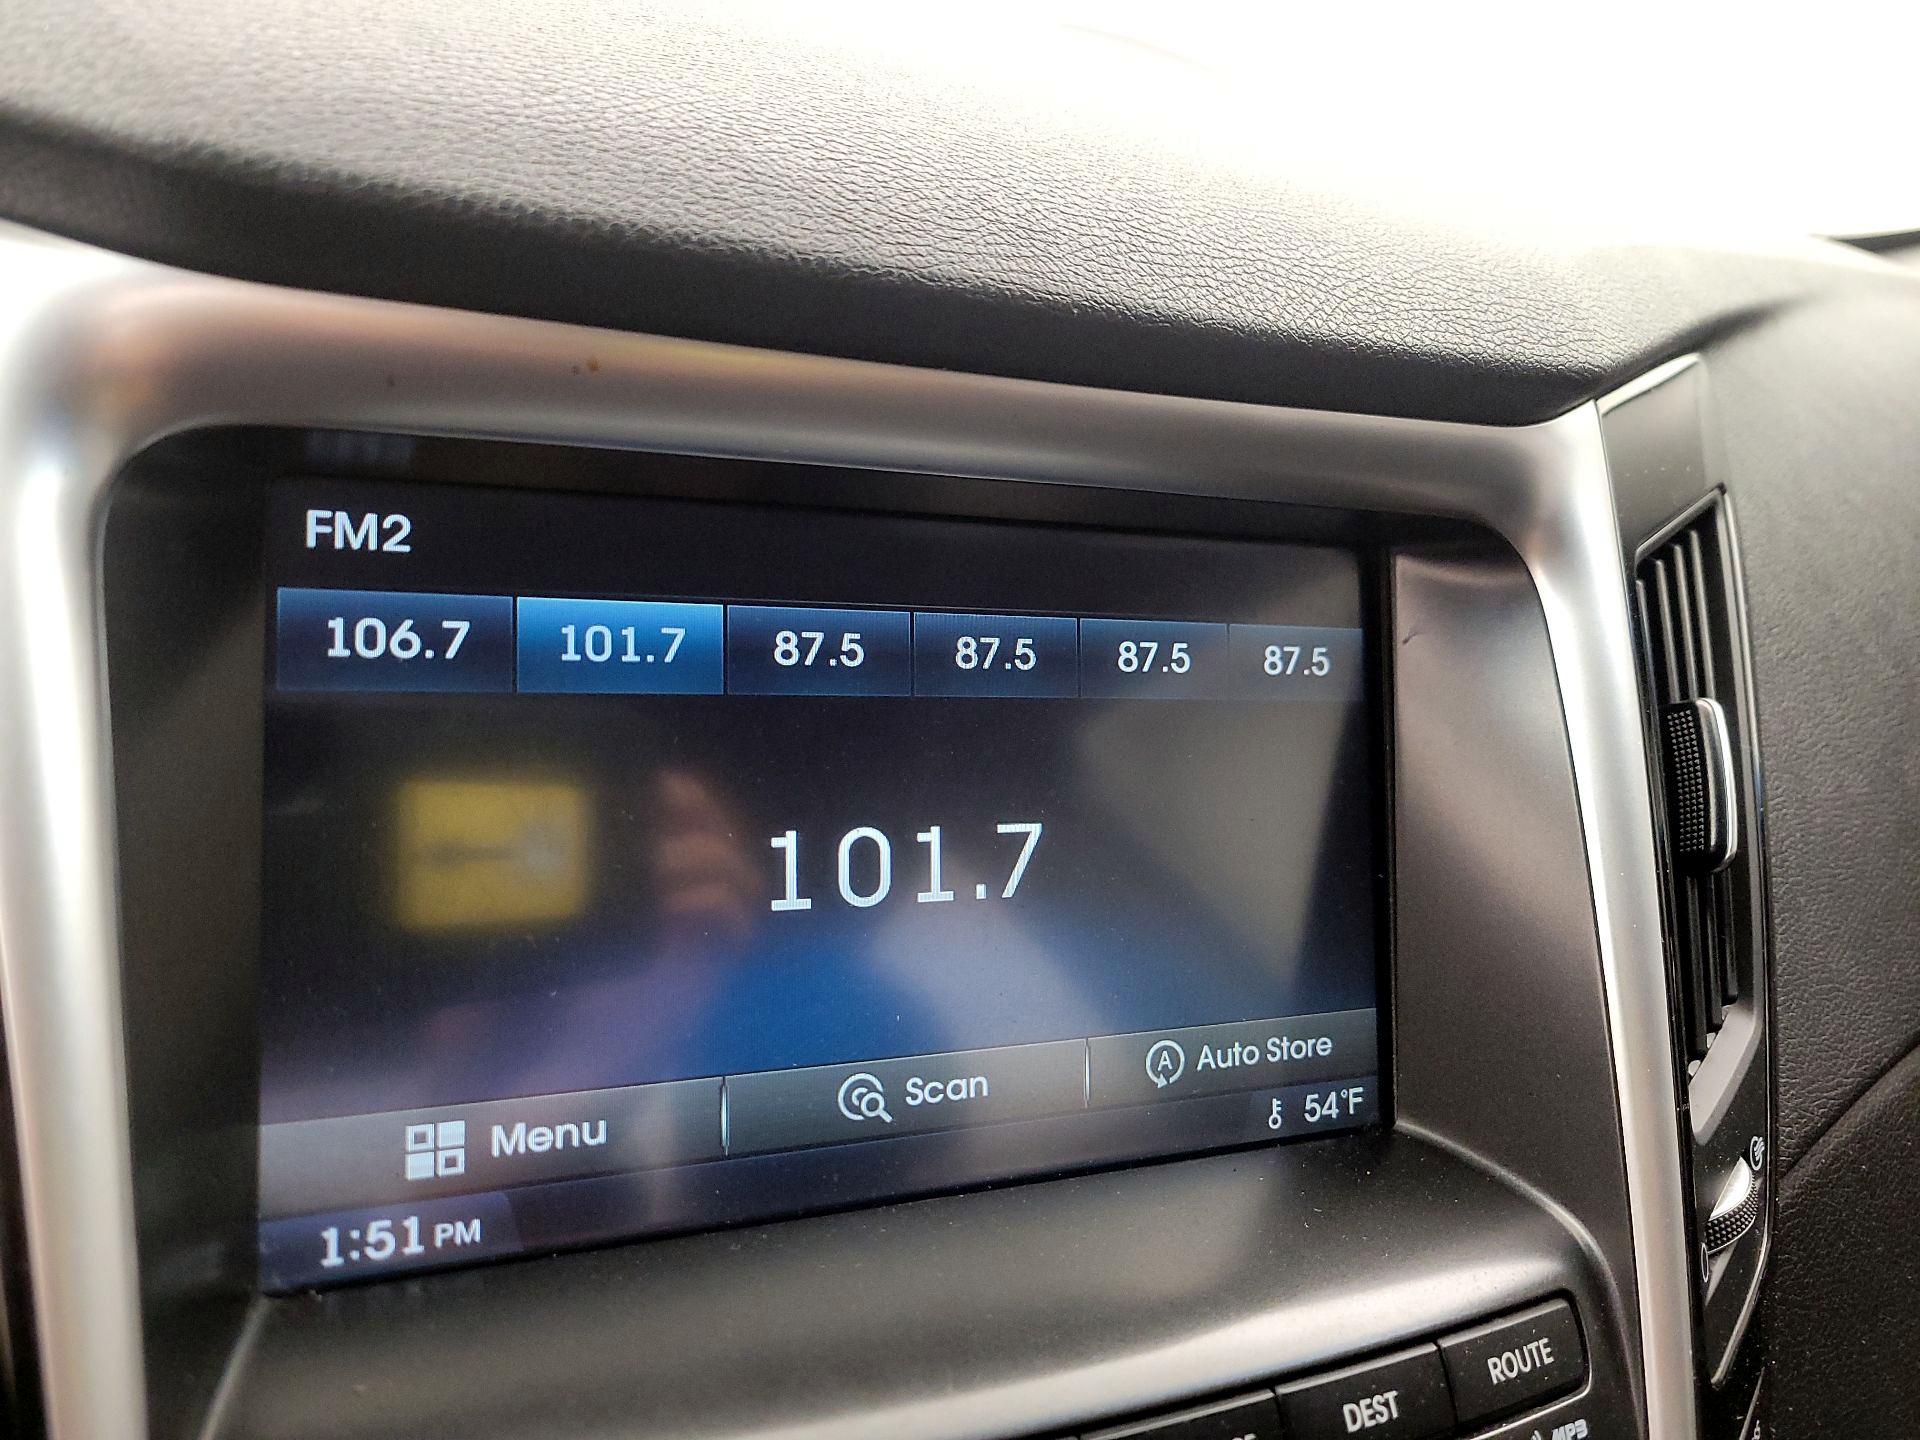 FM2
106.7 101.7 87.5 87.5 87.5 87.5
101.7
Menu Scan Auto Store
1:51 PM 54°F
DEST ROUTE
MP3